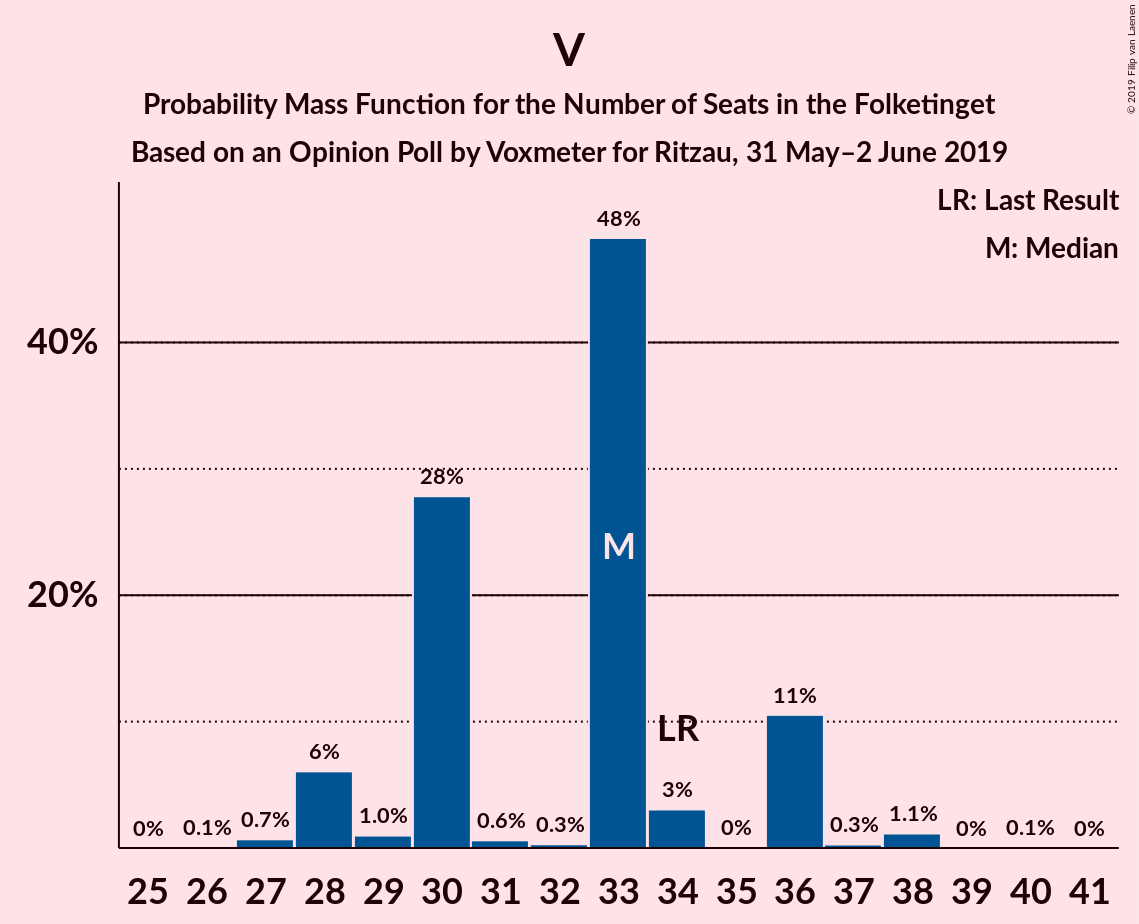 V
Probability Mass Function for the Number of Seats in the Folketinget
Based on an Opinion Poll by Voxmeter for Ritzau, 31 May–2 June 2019
© 2019 Filip van Laenen
LR: Last Result
M: Median
40%
20%
0% 0.1% 0.7% 6% 1.0% 28% 0.6% 0.3% 48% 3% 0% 11% 0.3% 1.1% 0% 0.1% 0%
M
LR
25 26 27 28 29 30 31 32 33 34 35 36 37 38 39 40 41